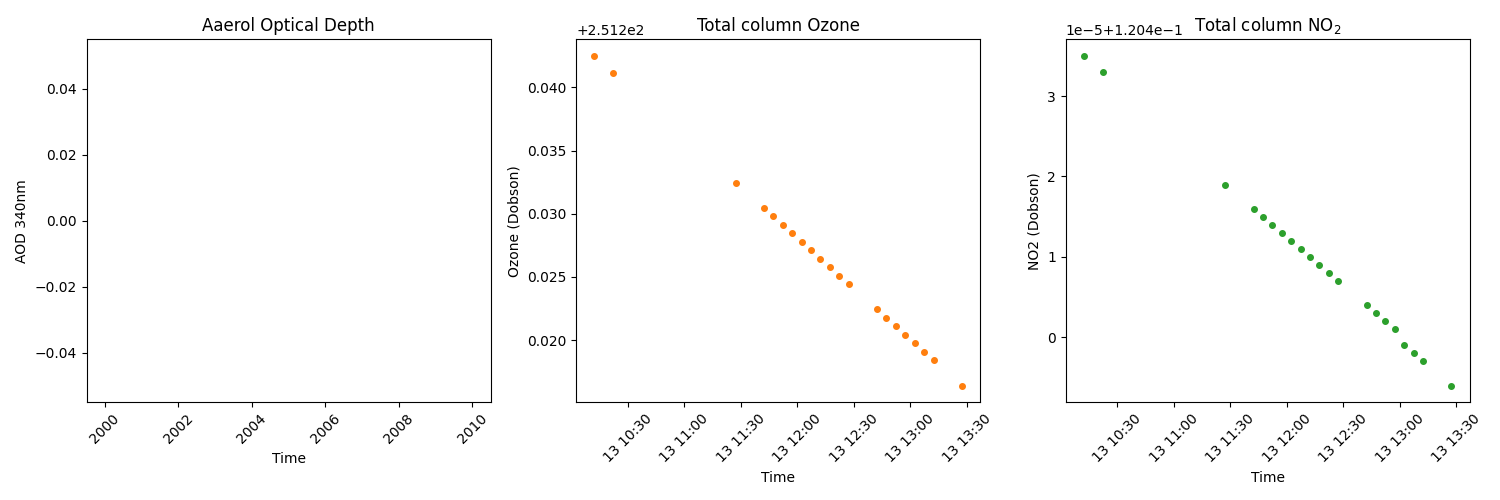 Aaerol Optical Depth
AOD 340nm
0.04
0.02
0.00
−0.02
−0.04
2000 2002 2004 2006 2008 2010
Time
Total column Ozone
+2.512e2
Ozone (Dobson)
0.040
0.035
0.030
0.025
0.020
13 10:30 13 11:00 13 11:30 13 12:00 13 12:30 13 13:00 13 13:30
Time
Total column NO₂
1e−5+1.204e−1
NO2 (Dobson)
3
2
1
0
13 10:30 13 11:00 13 11:30 13 12:00 13 12:30 13 13:00 13 13:30
Time